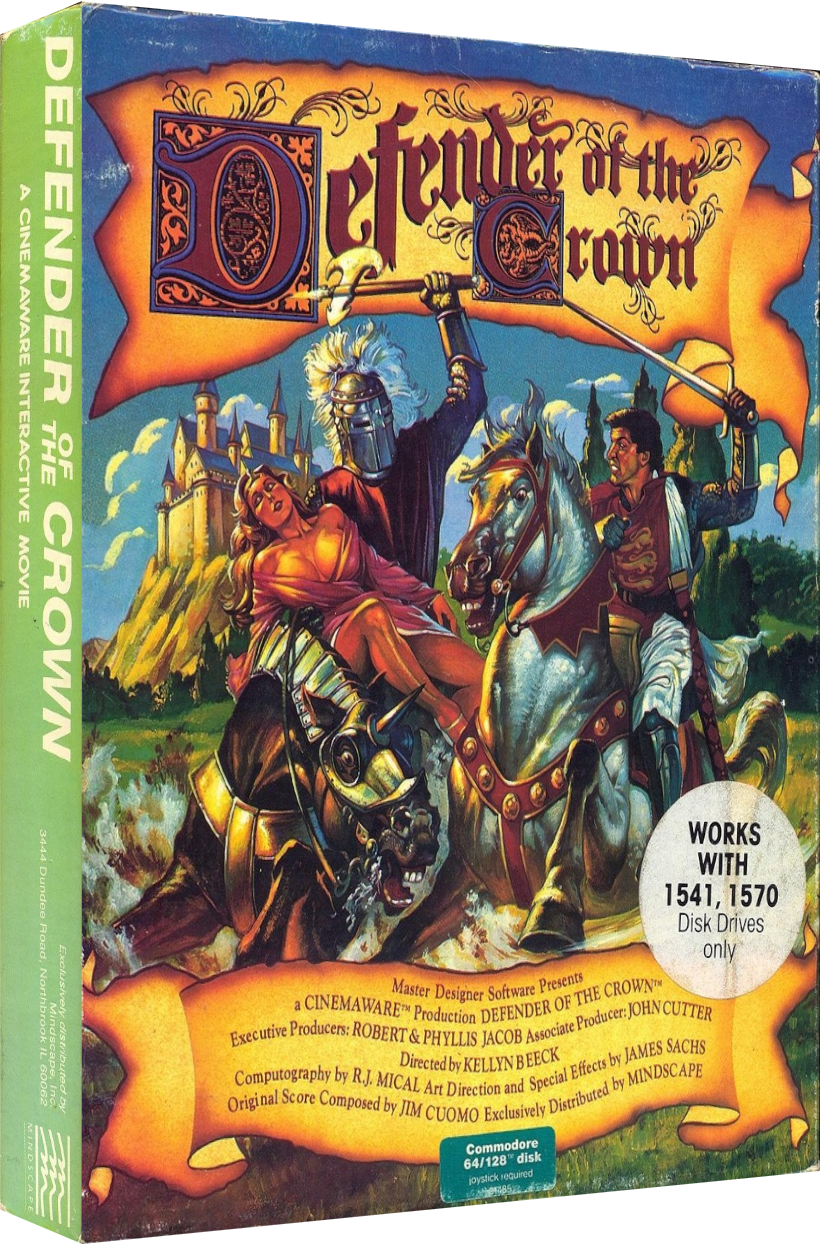 DEFENDER OF THE CROWN
A CINEMAWARE INTERACTIVE MOVIE
Exclusively distributed by
Mindscape, Inc.
3444 Dundee Road, Northbrook IL 60062
MINDSCAPE
Defender of the
Crown
WORKS
WITH
1541, 1570
Disk Drives
only
Master Designer Software Presents
a CINEMAWARE™ Production DEFENDER OF THE CROWN™
Executive Producers: ROBERT & PHYLLIS JACOB Associate Producer: JOHN CUTTER
Directed by KELLYN BEECK
Computography by R.J. MICAL Art Direction and Special Effects by JAMES SACHS
Original Score Composed by JIM CUOMO Exclusively Distributed by MINDSCAPE
Commodore
64/128™ disk
joystick required